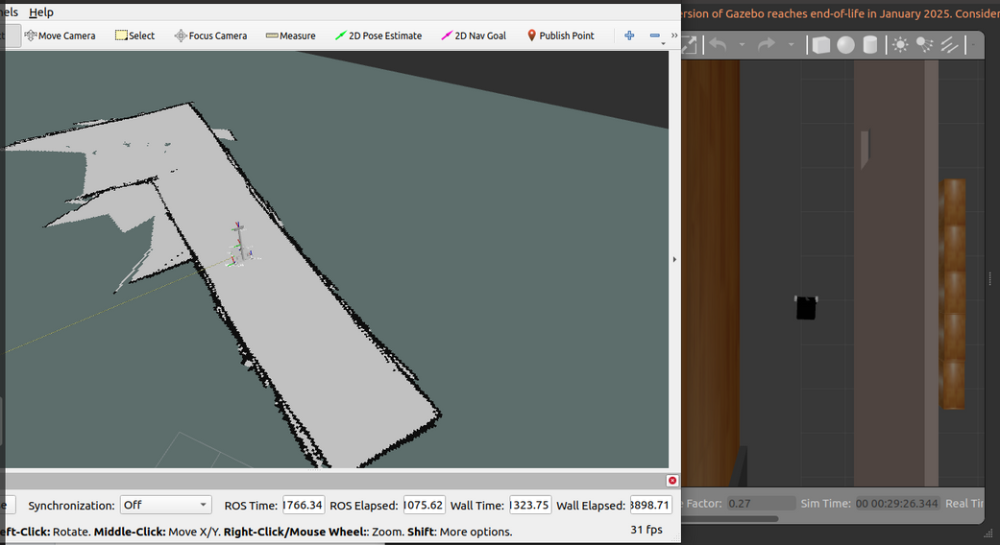 nels Help
rsion of Gazebo reaches end-of-life in January 2025. Consider
Move Camera Select Focus Camera Measure 2D Pose Estimate 2D Nav Goal Publish Point »
e Synchronization: Off ROS Time: 1766.34 ROS Elapsed: 1075.62 Wall Time: 1323.75 Wall Elapsed: 3898.71
e Factor: 0.27 Sim Time: 00 00:29:26.344 Real Tir
eft-Click: Rotate. Middle-Click: Move X/Y. Right-Click/Mouse Wheel:: Zoom. Shift: More options. 31 fps